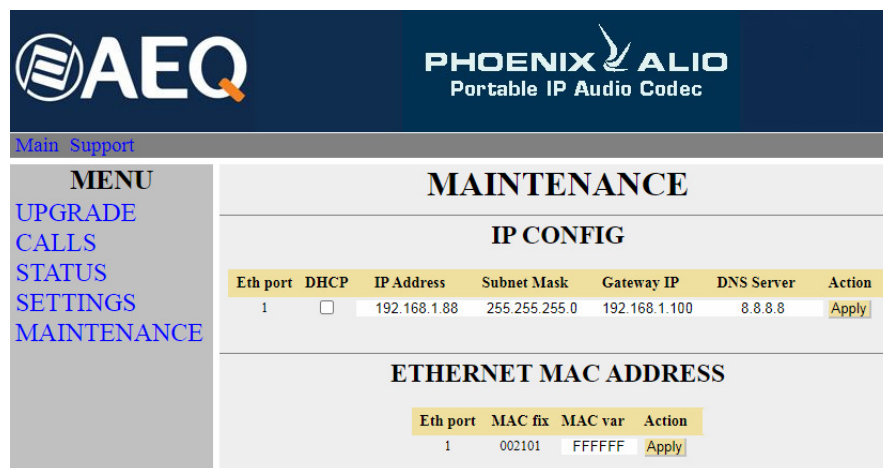 AEQ
PHOENIX ALIO
Portable IP Audio Codec
Main Support
MENU
UPGRADE
CALLS
STATUS
SETTINGS
MAINTENANCE
MAINTENANCE
IP CONFIG
Eth port DHCP IP Address Subnet Mask Gateway IP DNS Server Action
1 192.168.1.88 255.255.255.0 192.168.1.100 8.8.8.8 Apply
ETHERNET MAC ADDRESS
Eth port MAC fix MAC var Action
1 002101 FFFFFF Apply